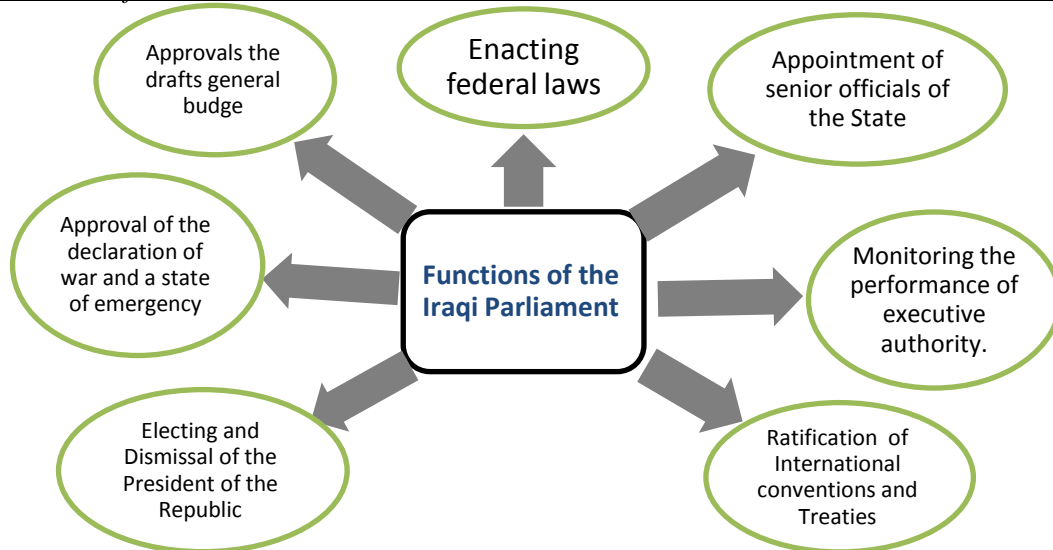 Approvals the
drafts general
budge
Enacting
federal laws
Appointment of
senior officials of
the State
Approval of the
declaration of
war and a state
of emergency
Functions of the
Iraqi Parliament
Monitoring the
performance of
executive
authority.
Electing and
Dismissal of the
President of the
Republic
Ratification of
International
conventions and
Treaties